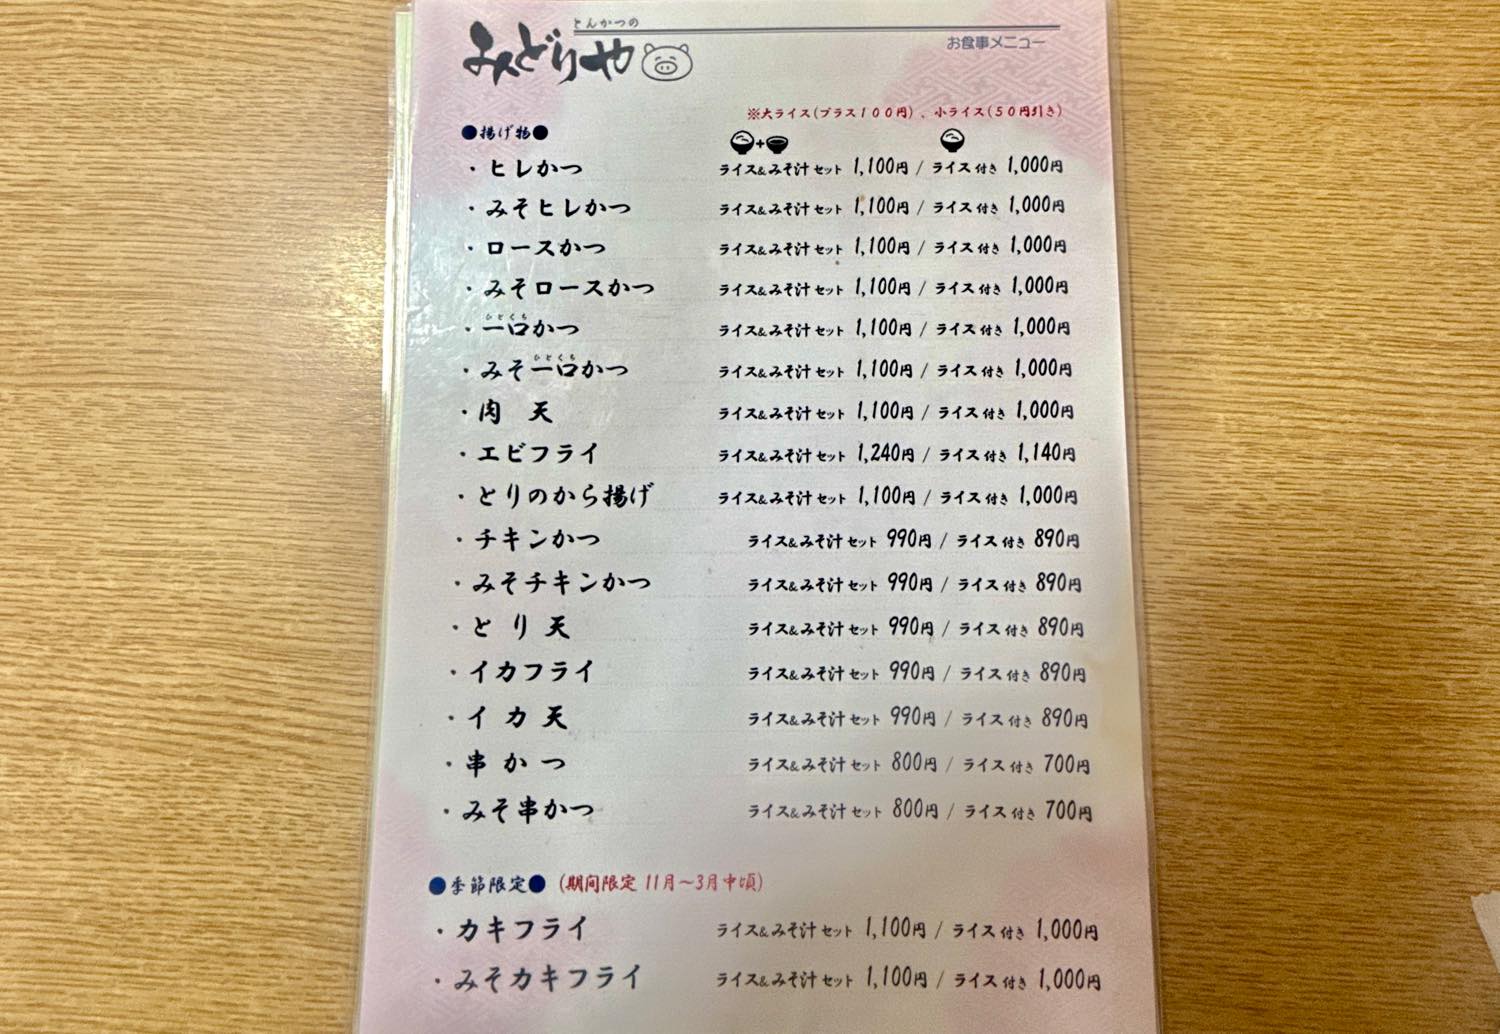 とんかつの
みどりや
お食事メニュー
※大ライス(プラス100円)、小ライス(50円引き)
●揚げ物●
・ヒレかつ ライス&みそ汁セット 1,100円 / ライス付き 1,000円
・みそヒレかつ ライス&みそ汁セット 1,100円 / ライス付き 1,000円
・ロースかつ ライス&みそ汁セット 1,100円 / ライス付き 1,000円
・みそロースかつ ライス&みそ汁セット 1,100円 / ライス付き 1,000円
ひとくち
・一口かつ ライス&みそ汁セット 1,100円 / ライス付き 1,000円
ひとくち
・みそ一口かつ ライス&みそ汁セット 1,100円 / ライス付き 1,000円
・肉 天 ライス&みそ汁セット 1,100円 / ライス付き 1,000円
・エビフライ ライス&みそ汁セット 1,240円 / ライス付き 1,140円
・とりのから揚げ ライス&みそ汁セット 1,100円 / ライス付き 1,000円
・チキンかつ ライス&みそ汁セット 990円 / ライス付き 890円
・みそチキンかつ ライス&みそ汁セット 990円 / ライス付き 890円
・とり天 ライス&みそ汁セット 990円 / ライス付き 890円
・イカフライ ライス&みそ汁セット 990円 / ライス付き 890円
・イカ天 ライス&みそ汁セット 990円 / ライス付き 890円
・串かつ ライス&みそ汁セット 800円 / ライス付き 700円
・みそ串かつ ライス&みそ汁セット 800円 / ライス付き 700円
●季節限定● (期間限定 11月～3月中頃)
・カキフライ ライス&みそ汁セット 1,100円 / ライス付き 1,000円
・みそカキフライ ライス&みそ汁セット 1,100円 / ライス付き 1,000円